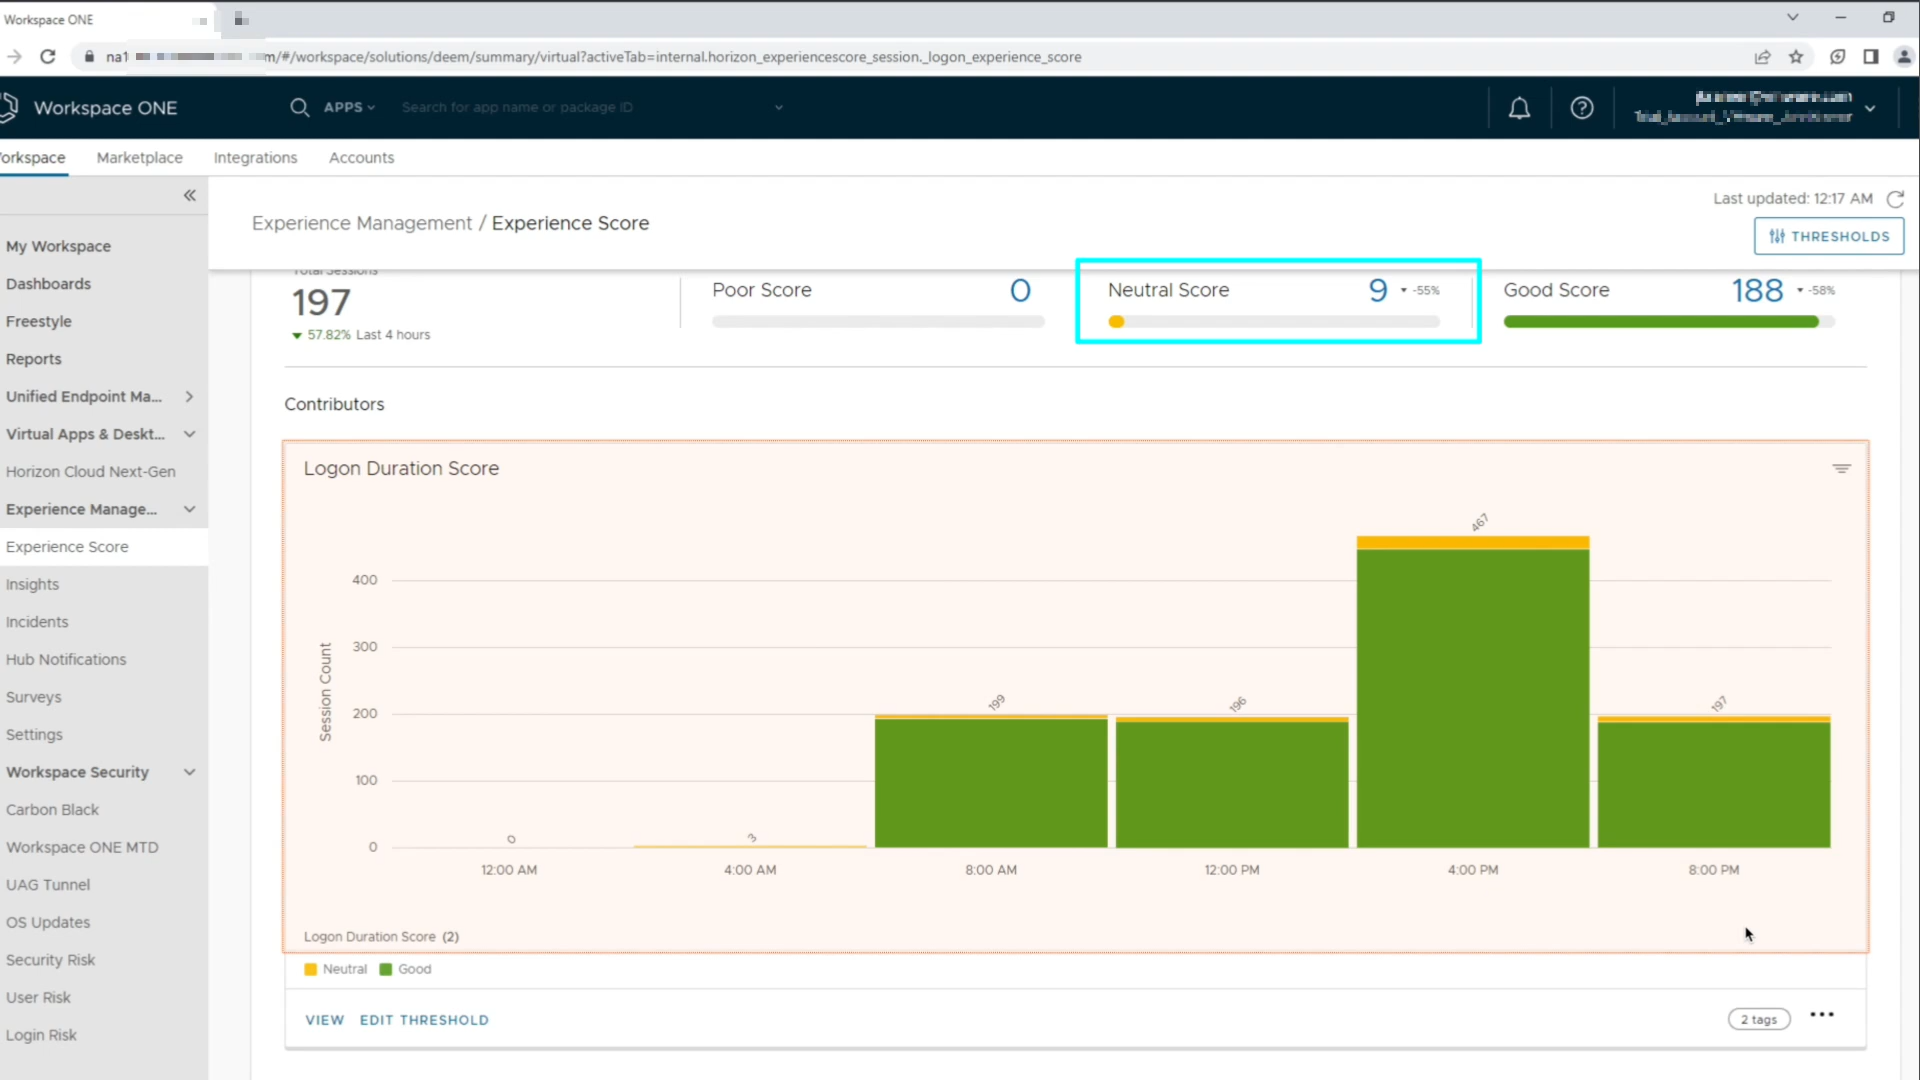 Workspace ONE
na1
m/#/workspace/solutions/deem/summary/virtual?activeTab=internal.horizon_experiencescore_session._logon_experience_score
Workspace ONE
APPS
Search for app name or package ID
orkspace
Marketplace
Integrations
Accounts
Last updated: 12:17 AM
Experience Management / Experience Score
THRESHOLDS
My Workspace
Dashboards
Freestyle
Reports
Unified Endpoint Ma...
Virtual Apps & Deskt...
Horizon Cloud Next-Gen
Experience Manage...
Experience Score
Insights
Incidents
Hub Notifications
Surveys
Settings
Workspace Security
Carbon Black
Workspace ONE MTD
UAG Tunnel
OS Updates
Security Risk
User Risk
Login Risk
Total Sessions
197
57.82% Last 4 hours
Poor Score
0
Neutral Score
9
-55%
Good Score
188
-58%
Contributors
Logon Duration Score
Session Count
400
300
200
100
0
0
3
199
196
467
197
12:00 AM
4:00 AM
8:00 AM
12:00 PM
4:00 PM
8:00 PM
Logon Duration Score (2)
Neutral
Good
VIEW
EDIT THRESHOLD
2 tags